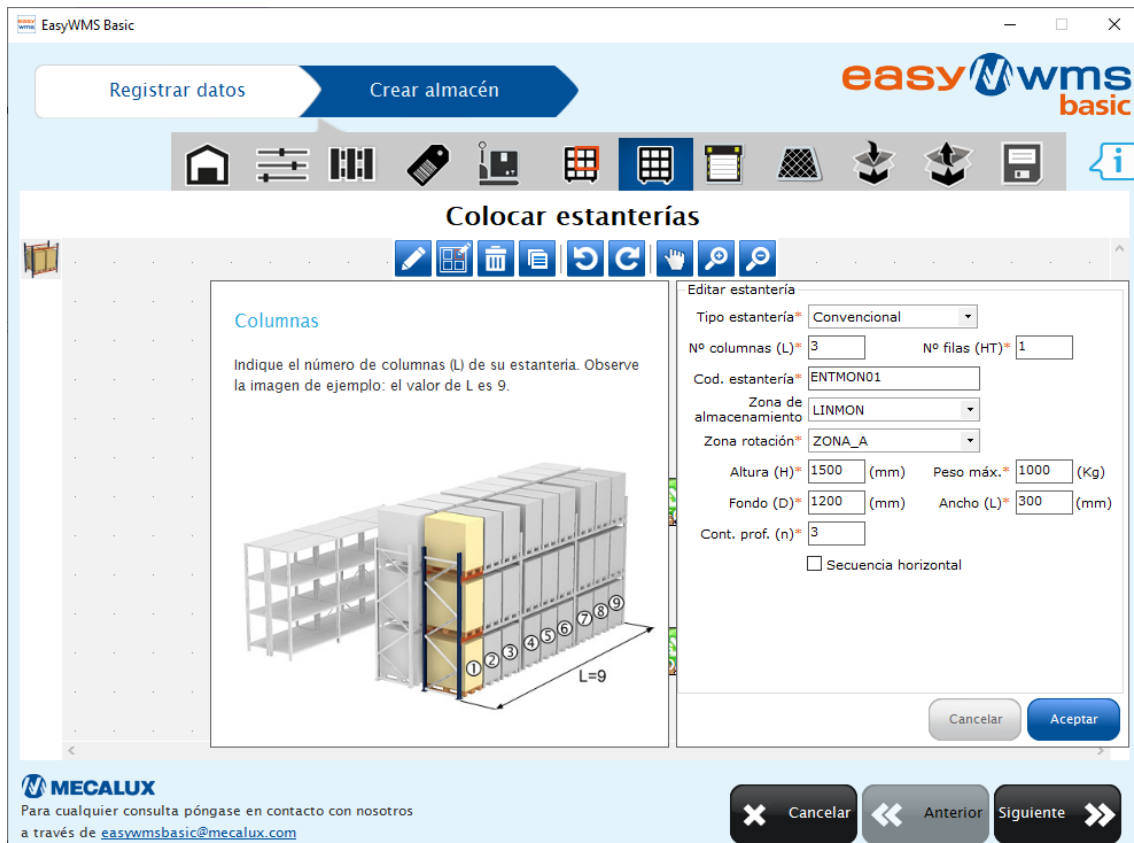 EasyWMS Basic
Registrar datos
Crear almacén
easy wms
basic
i
Colocar estanterías
Columnas
Indique el número de columnas (L) de su estanteria. Observe
la imagen de ejemplo: el valor de L es 9.
1 2 3 4 5 6 7 8 9
L=9
Editar estantería
Tipo estantería* Convencional
Nº columnas (L)* 3 Nº filas (HT)* 1
Cod. estantería* ENTMON01
Zona de
almacenamiento LINMON
Zona rotación* ZONA_A
Altura (H)* 1500 (mm) Peso máx.* 1000 (Kg)
Fondo (D)* 1200 (mm) Ancho (L)* 300 (mm)
Cont. prof. (n)* 3
Secuencia horizontal
Cancelar Aceptar
MECALUX
Para cualquier consulta póngase en contacto con nosotros
a través de easywmsbasic@mecalux.com
Cancelar Anterior Siguiente